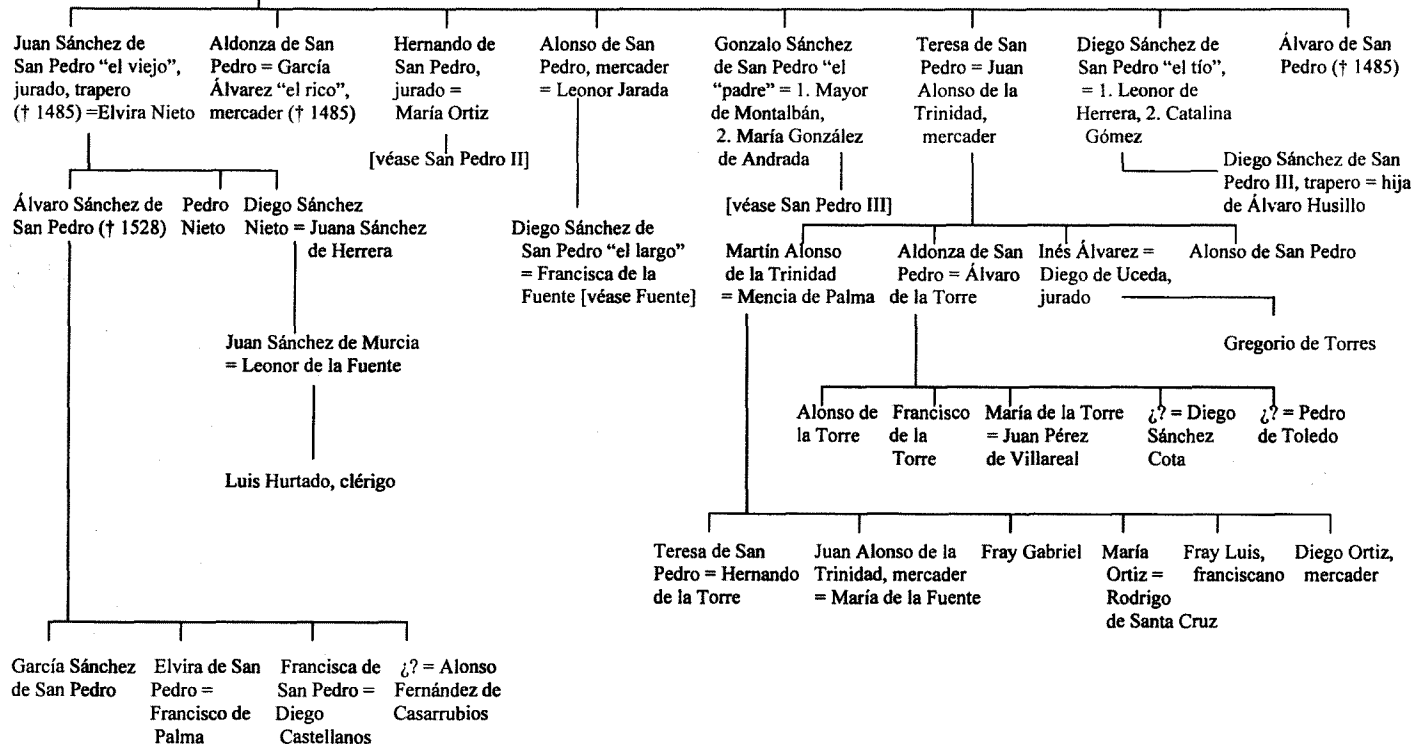 Juan Sánchez de
San Pedro “el viejo”,
jurado, trapero
(† 1485) =Elvira Nieto
Aldonza de San
Pedro = García
Álvarez “el rico”,
mercader († 1485)
Hernando de
San Pedro,
jurado =
María Ortiz
[véase San Pedro II]
Alonso de San
Pedro, mercader
= Leonor Jarada
Gonzalo Sánchez
de San Pedro “el
“padre” = 1. Mayor
de Montalbán,
2. María González
de Andrada
[véase San Pedro III]
Teresa de San
Pedro = Juan
Alonso de la
Trinidad,
mercader
Diego Sánchez de
San Pedro “el tío”,
= 1. Leonor de
Herrera, 2. Catalina
Gómez
Álvaro de San
Pedro († 1485)
Diego Sánchez de San
Pedro III, trapero = hija
de Álvaro Husillo
Álvaro Sánchez de
San Pedro († 1528)
Pedro
Nieto
Diego Sánchez
Nieto = Juana Sánchez
de Herrera
Diego Sánchez de
San Pedro “el largo”
= Francisca de la
Fuente [véase Fuente]
Martín Alonso
de la Trinidad
= Mencia de Palma
Aldonza de San
Pedro = Álvaro
de la Torre
Inés Álvarez =
Diego de Uceda,
jurado
Alonso de San Pedro
Gregorio de Torres
Juan Sánchez de Murcia
= Leonor de la Fuente
Luis Hurtado, clérigo
Alonso de
la Torre
Francisco
de la
Torre
María de la Torre
= Juan Pérez
de Villareal
¿? = Diego
Sánchez
Cota
¿? = Pedro
de Toledo
Teresa de San
Pedro = Hernando
de la Torre
Juan Alonso de la
Trinidad, mercader
= María de la Fuente
Fray Gabriel
María
Ortiz =
Rodrigo
de Santa Cruz
Fray Luis,
franciscano
Diego Ortiz,
mercader
García Sánchez
de San Pedro
Elvira de San
Pedro =
Francisco de
Palma
Francisca de
San Pedro =
Diego
Castellanos
¿? = Alonso
Fernández de
Casarrubios